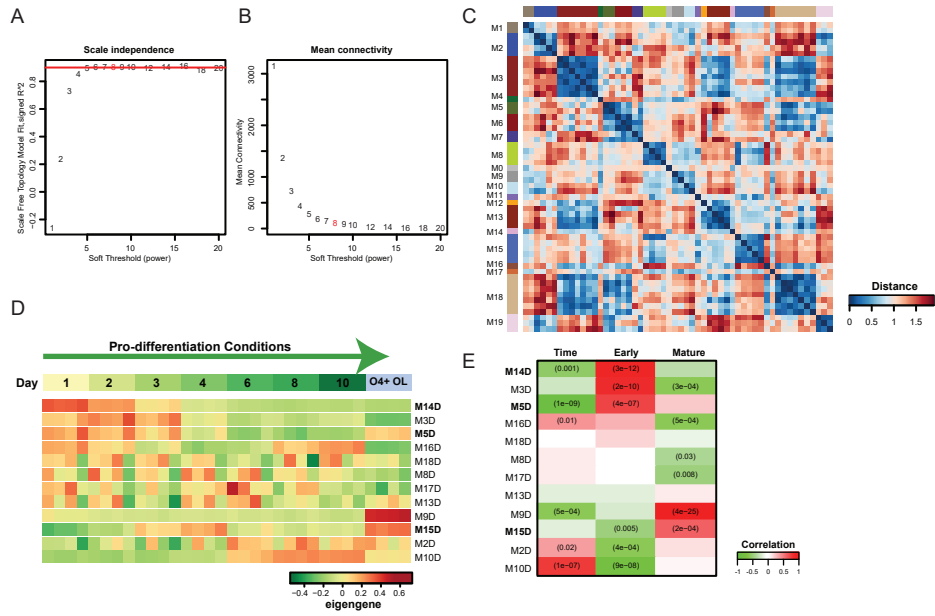 A
Scale independence
Scale Free Topology Model Fit,signed R^2
-0.2 0.0 0.2 0.4 0.6 0.8
1 2 3 4 5 6 7 8 9 10 12 14 16 18 20
5 10 15 20
Soft Threshold (power)
B
Mean connectivity
Mean Connectivity
0 500 1000 2000 3000
1 2 3 4 5 6 7 8 9 10 12 14 16 18 20
5 10 15 20
Soft Threshold (power)
C
M1
M2
M3
M4
M5
M6
M7
M8
M0
M9
M10
M11
M12
M13
M14
M15
M16
M17
M18
M19
Distance
0 0.5 1 1.5
D
Pro-differentiation Conditions
Day 1 2 3 4 6 8 10 O4+ OL
M14D
M3D
M5D
M16D
M18D
M8D
M17D
M13D
M9D
M15D
M2D
M10D
−0.4 0 0.2 0.6
eigengene
E
Time Early Mature
M14D (0.001) (3e−12)
M3D (2e−10) (3e−04)
M5D (1e−09) (4e−07)
M16D (0.01) (5e−04)
M18D
M8D (0.03)
M17D (0.008)
M13D
M9D (5e−04) (4e−25)
M15D (0.005) (2e−04)
M2D (0.02) (4e−04)
M10D (1e−07) (9e−08)
Correlation
-1 -0.5 0 0.5 1